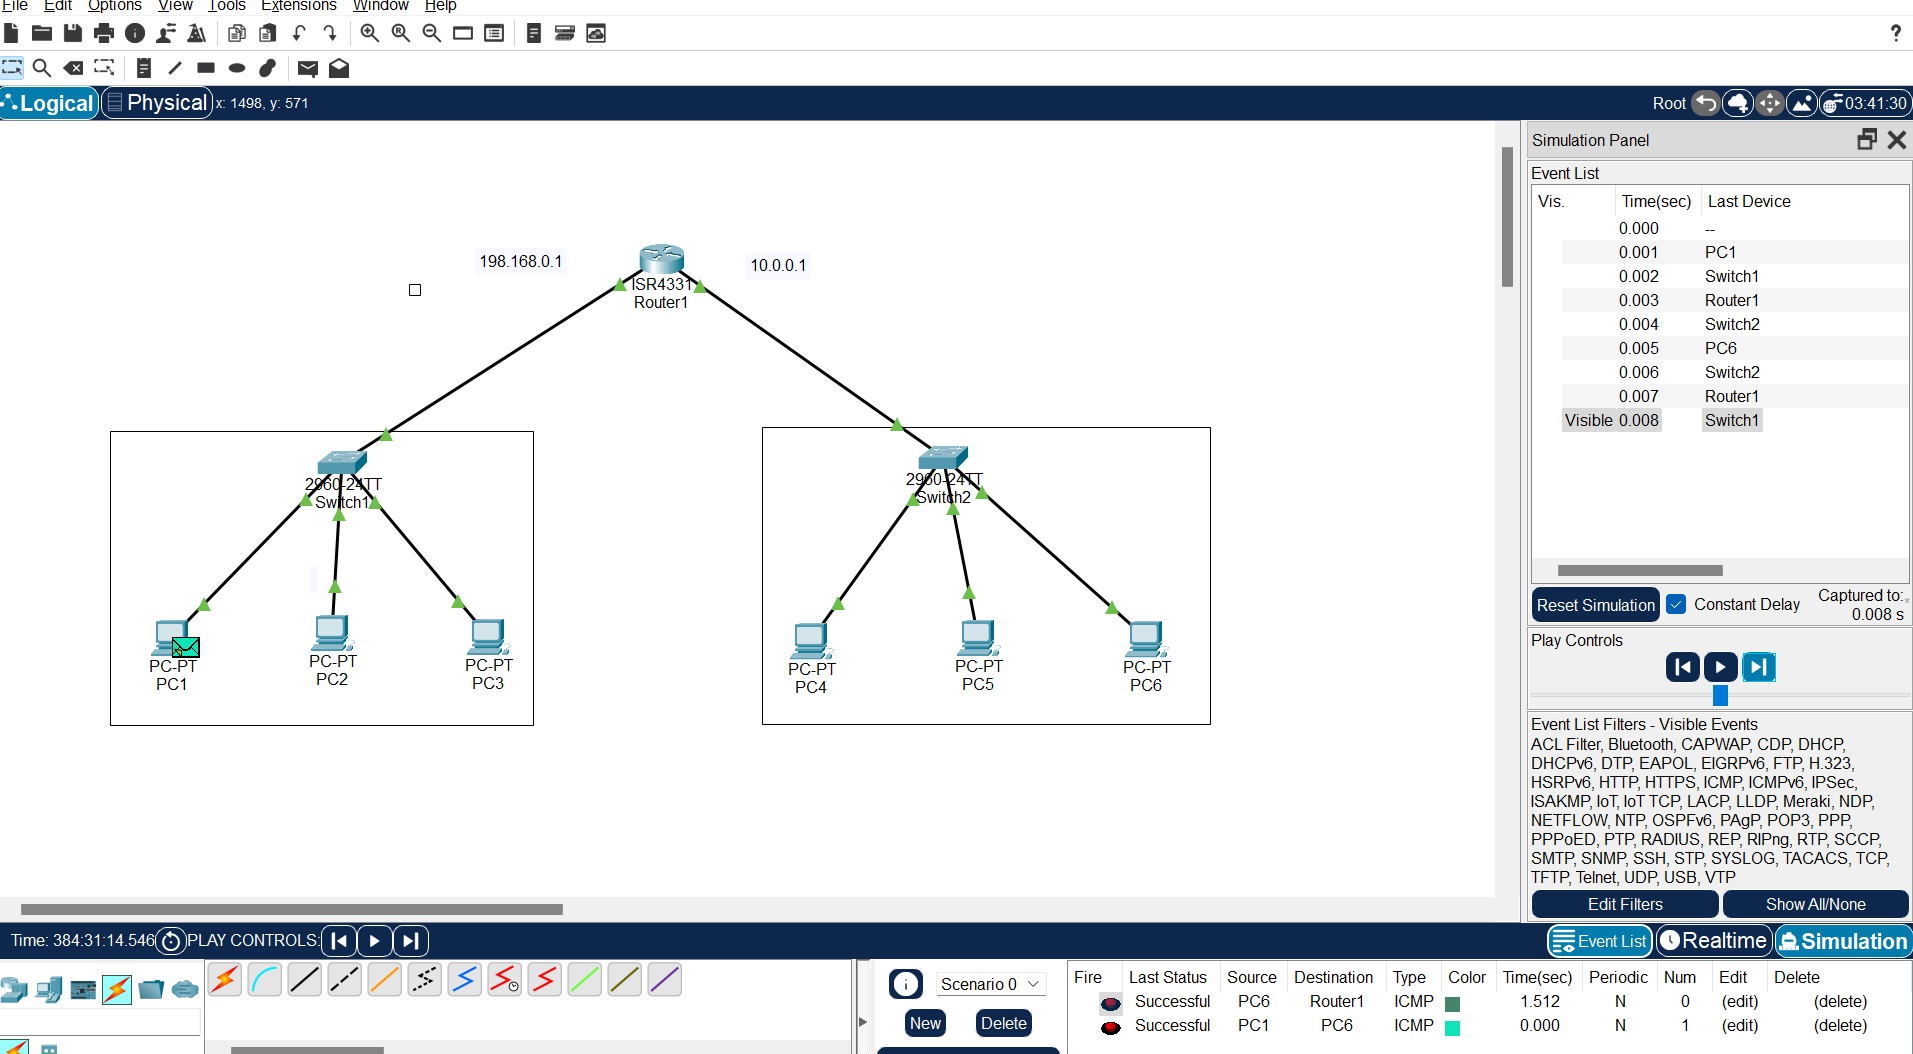 File Edit Options View Tools Extensions Window Help
?
Logical Physical x: 1498, y: 571 Root 03:41:30
198.168.0.1
10.0.0.1
ISR4331
Router1
2960-24TT
Switch1
2960-24TT
Switch2
PC-PT
PC1
PC-PT
PC2
PC-PT
PC3
PC-PT
PC4
PC-PT
PC5
PC-PT
PC6
Simulation Panel
Event List
Vis. Time(sec) Last Device
0.000 --
0.001 PC1
0.002 Switch1
0.003 Router1
0.004 Switch2
0.005 PC6
0.006 Switch2
0.007 Router1
Visible 0.008 Switch1
Reset Simulation Constant Delay Captured to:*
0.008 s
Play Controls
Event List Filters - Visible Events
ACL Filter, Bluetooth, CAPWAP, CDP, DHCP,
DHCPv6, DTP, EAPOL, EIGRPv6, FTP, H.323,
HSRPv6, HTTP, HTTPS, ICMP, ICMPv6, IPSec,
ISAKMP, IoT, IoT TCP, LACP, LLDP, Meraki, NDP,
NETFLOW, NTP, OSPFv6, PAgP, POP3, PPP,
PPPoED, PTP, RADIUS, REP, RIPng, RTP, SCCP,
SMTP, SNMP, SSH, STP, SYSLOG, TACACS, TCP,
TFTP, Telnet, UDP, USB, VTP
Edit Filters Show All/None
Time: 384:31:14.546 PLAY CONTROLS: Event List Realtime Simulation
Scenario 0
New Delete
Fire Last Status Source Destination Type Color Time(sec) Periodic Num Edit Delete
Successful PC6 Router1 ICMP 1.512 N 0 (edit) (delete)
Successful PC1 PC6 ICMP 0.000 N 1 (edit) (delete)